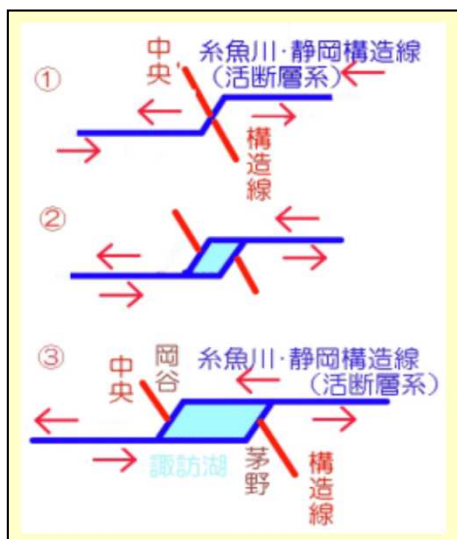 ①
中央
糸魚川・静岡構造線
（活断層系）
構造線
②
③
中央
岡谷
糸魚川・静岡構造線
（活断層系）
諏訪湖
茅野
構造線